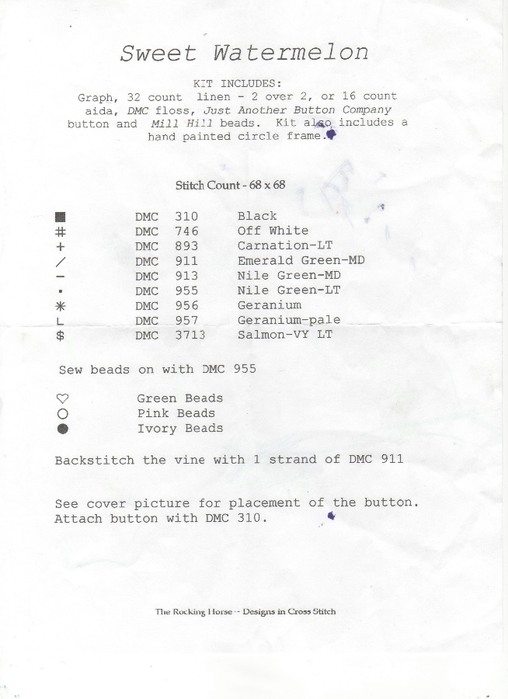 Sweet Watermelon
KIT INCLUDES:
Graph, 32 count linen - 2 over 2, or 16 count
aida, DMC floss, Just Another Button Company
button and Mill Hill beads. Kit also includes a
hand painted circle frame.
Stitch Count - 68 x 68
■ DMC 310 Black
# DMC 746 Off White
+ DMC 893 Carnation-LT
/ DMC 911 Emerald Green-MD
— DMC 913 Nile Green-MD
▪ DMC 955 Nile Green-LT
* DMC 956 Geranium
L DMC 957 Geranium-pale
$ DMC 3713 Salmon-VY LT
Sew beads on with DMC 955
♡ Green Beads
○ Pink Beads
● Ivory Beads
Backstitch the vine with 1 strand of DMC 911
See cover picture for placement of the button.
Attach button with DMC 310.
The Rocking Horse -- Designs in Cross Stitch